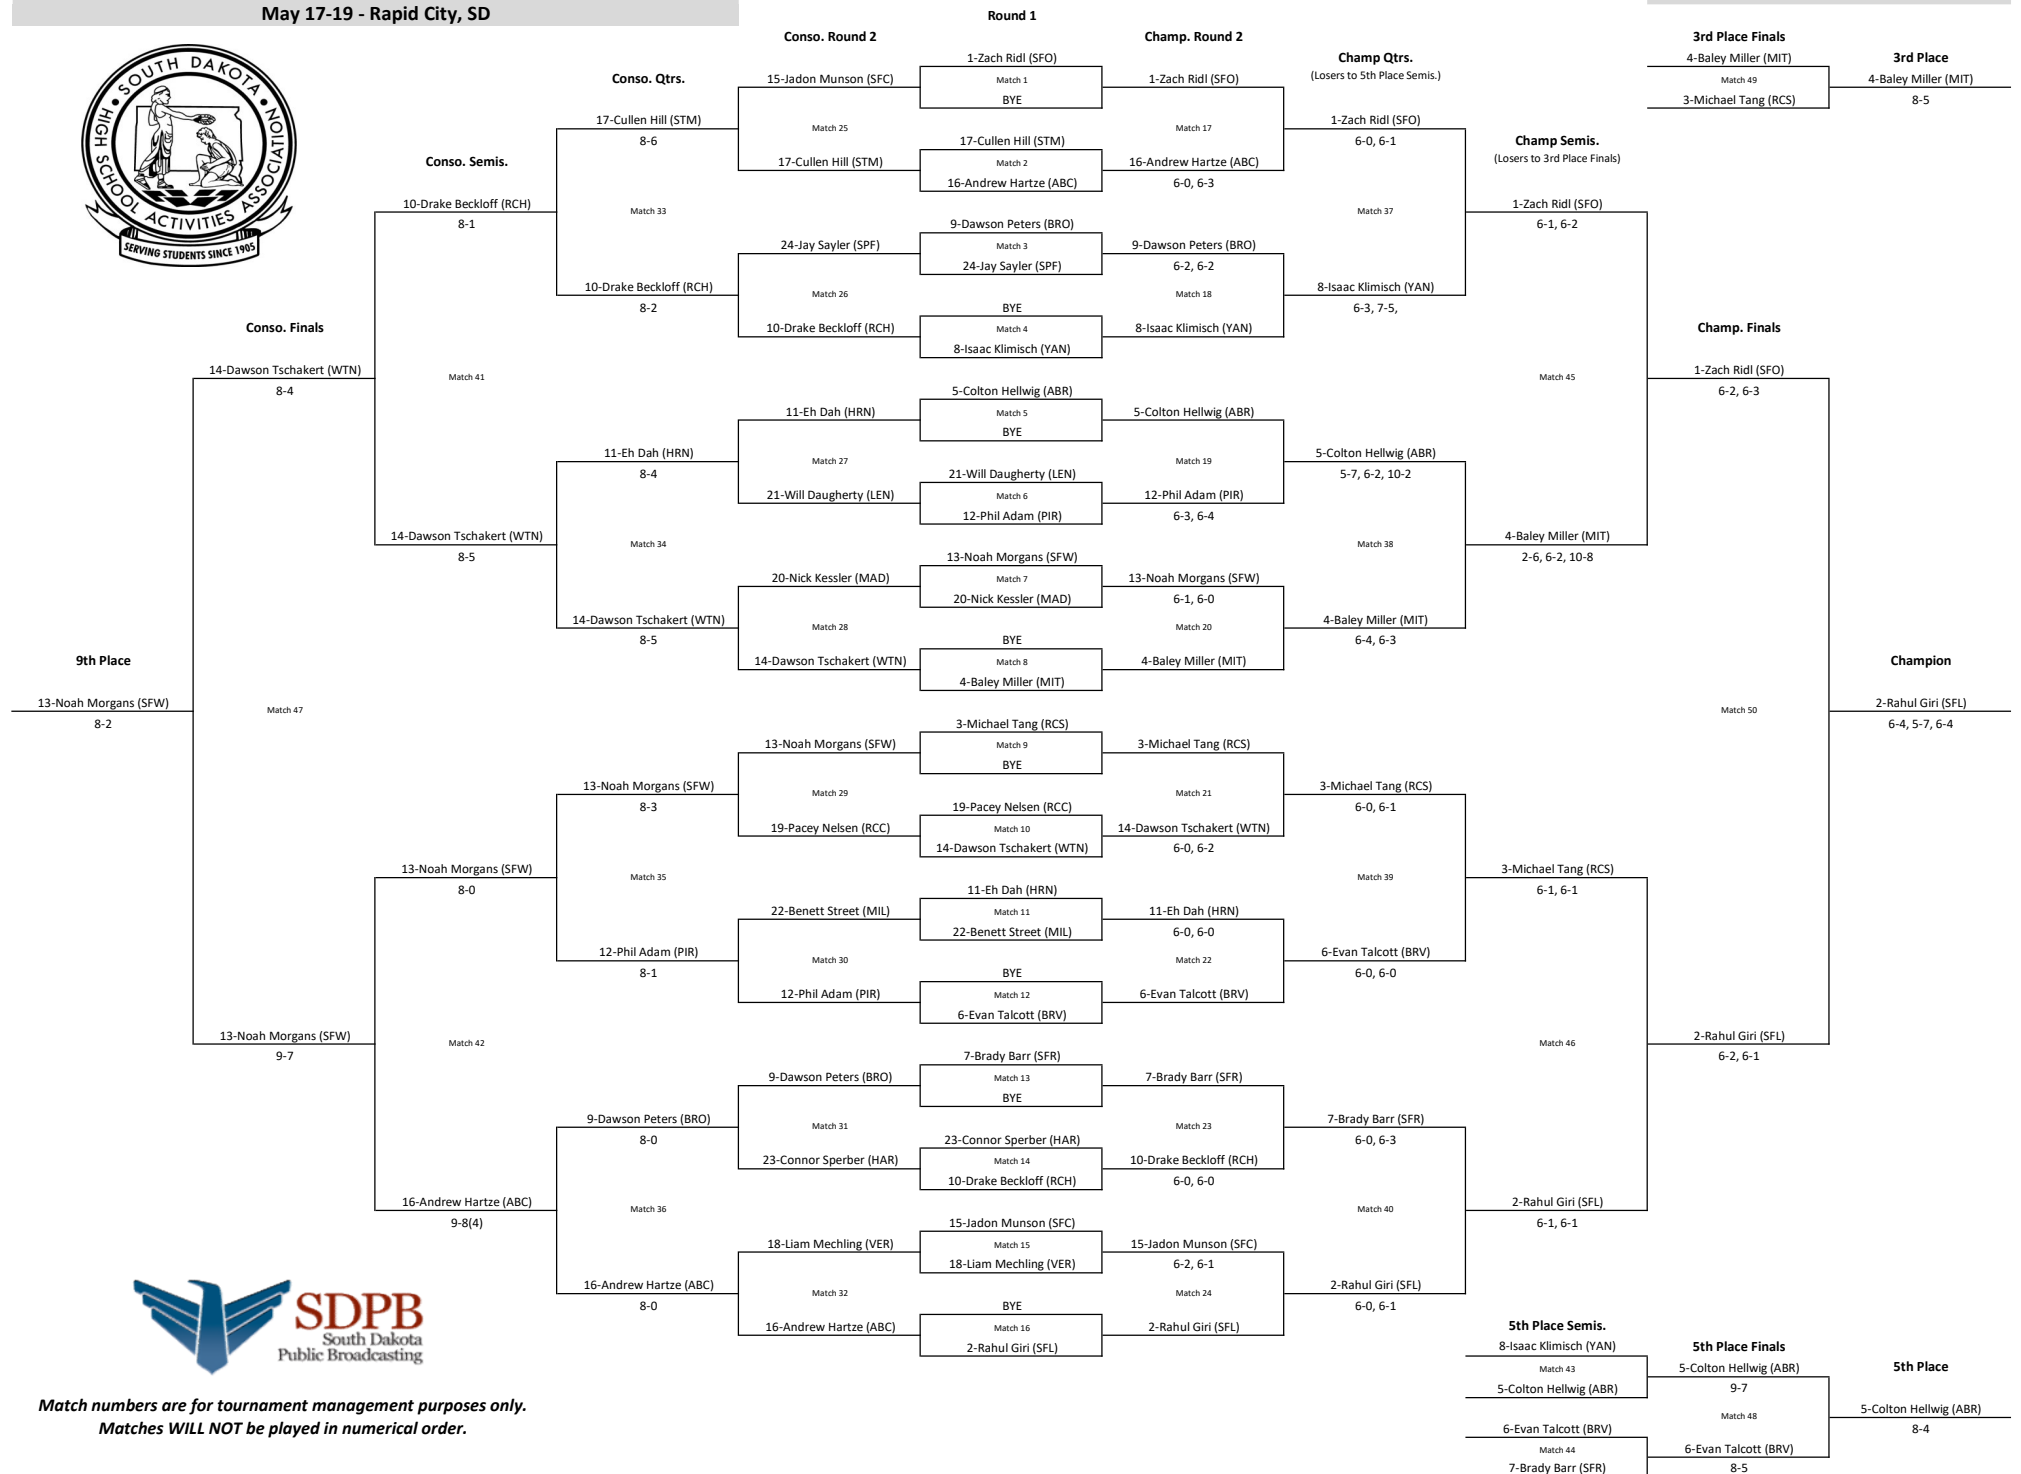 May 17-19 - Rapid City, SD
SOUTH DAKOTA HIGH SCHOOL ACTIVITIES ASSOCIATION
SERVING STUDENTS SINCE 1905
9th Place
13-Noah Morgans (SFW)
8-2
Conso. Finals
14-Dawson Tschakert (WTN)
8-4
Match 47
13-Noah Morgans (SFW)
9-7
Conso. Semis.
10-Drake Beckloff (RCH)
8-1
Match 41
14-Dawson Tschakert (WTN)
8-5
13-Noah Morgans (SFW)
8-0
Match 42
16-Andrew Hartze (ABC)
9-8(4)
Conso. Qtrs.
17-Cullen Hill (STM)
8-6
Match 33
10-Drake Beckloff (RCH)
8-2
11-Eh Dah (HRN)
8-4
Match 34
14-Dawson Tschakert (WTN)
8-5
13-Noah Morgans (SFW)
8-3
Match 35
12-Phil Adam (PIR)
8-1
9-Dawson Peters (BRO)
8-0
Match 36
16-Andrew Hartze (ABC)
8-0
Conso. Round 2
15-Jadon Munson (SFC)
Match 25
17-Cullen Hill (STM)
24-Jay Sayler (SPF)
Match 26
10-Drake Beckloff (RCH)
11-Eh Dah (HRN)
Match 27
21-Will Daugherty (LEN)
20-Nick Kessler (MAD)
Match 28
14-Dawson Tschakert (WTN)
13-Noah Morgans (SFW)
Match 29
19-Pacey Nelsen (RCC)
22-Benett Street (MIL)
Match 30
12-Phil Adam (PIR)
9-Dawson Peters (BRO)
Match 31
23-Connor Sperber (HAR)
18-Liam Mechling (VER)
Match 32
16-Andrew Hartze (ABC)
Round 1
1-Zach Ridl (SFO)
Match 1
BYE
17-Cullen Hill (STM)
Match 2
16-Andrew Hartze (ABC)
9-Dawson Peters (BRO)
Match 3
24-Jay Sayler (SPF)
BYE
Match 4
8-Isaac Klimisch (YAN)
5-Colton Hellwig (ABR)
Match 5
BYE
21-Will Daugherty (LEN)
Match 6
12-Phil Adam (PIR)
13-Noah Morgans (SFW)
Match 7
20-Nick Kessler (MAD)
BYE
Match 8
4-Baley Miller (MIT)
3-Michael Tang (RCS)
Match 9
BYE
19-Pacey Nelsen (RCC)
Match 10
14-Dawson Tschakert (WTN)
11-Eh Dah (HRN)
Match 11
22-Benett Street (MIL)
BYE
Match 12
6-Evan Talcott (BRV)
7-Brady Barr (SFR)
Match 13
BYE
23-Connor Sperber (HAR)
Match 14
10-Drake Beckloff (RCH)
15-Jadon Munson (SFC)
Match 15
18-Liam Mechling (VER)
BYE
Match 16
2-Rahul Giri (SFL)
Champ. Round 2
1-Zach Ridl (SFO)
Match 17
16-Andrew Hartze (ABC)
6-0, 6-3
9-Dawson Peters (BRO)
6-2, 6-2
Match 18
8-Isaac Klimisch (YAN)
5-Colton Hellwig (ABR)
Match 19
12-Phil Adam (PIR)
6-3, 6-4
13-Noah Morgans (SFW)
6-1, 6-0
Match 20
4-Baley Miller (MIT)
3-Michael Tang (RCS)
Match 21
14-Dawson Tschakert (WTN)
6-0, 6-2
11-Eh Dah (HRN)
6-0, 6-0
Match 22
6-Evan Talcott (BRV)
7-Brady Barr (SFR)
Match 23
10-Drake Beckloff (RCH)
6-0, 6-0
15-Jadon Munson (SFC)
6-2, 6-1
Match 24
2-Rahul Giri (SFL)
Champ Qtrs.
(Losers to 5th Place Semis.)
1-Zach Ridl (SFO)
6-0, 6-1
Match 37
8-Isaac Klimisch (YAN)
6-3, 7-5,
5-Colton Hellwig (ABR)
5-7, 6-2, 10-2
Match 38
4-Baley Miller (MIT)
6-4, 6-3
3-Michael Tang (RCS)
6-0, 6-1
Match 39
6-Evan Talcott (BRV)
6-0, 6-0
7-Brady Barr (SFR)
6-0, 6-3
Match 40
2-Rahul Giri (SFL)
6-0, 6-1
Champ Semis.
(Losers to 3rd Place Finals)
1-Zach Ridl (SFO)
6-1, 6-2
Match 45
4-Baley Miller (MIT)
2-6, 6-2, 10-8
3-Michael Tang (RCS)
6-1, 6-1
Match 46
2-Rahul Giri (SFL)
6-1, 6-1
Champ. Finals
1-Zach Ridl (SFO)
6-2, 6-3
Match 50
2-Rahul Giri (SFL)
6-2, 6-1
Champion
2-Rahul Giri (SFL)
6-4, 5-7, 6-4
3rd Place Finals
4-Baley Miller (MIT)
Match 49
3-Michael Tang (RCS)
3rd Place
4-Baley Miller (MIT)
8-5
5th Place Semis.
8-Isaac Klimisch (YAN)
Match 43
5-Colton Hellwig (ABR)
6-Evan Talcott (BRV)
Match 44
7-Brady Barr (SFR)
5th Place Finals
5-Colton Hellwig (ABR)
9-7
Match 48
6-Evan Talcott (BRV)
8-5
5th Place
5-Colton Hellwig (ABR)
8-4
SDPB
South Dakota
Public Broadcasting
Match numbers are for tournament management purposes only.
Matches WILL NOT be played in numerical order.